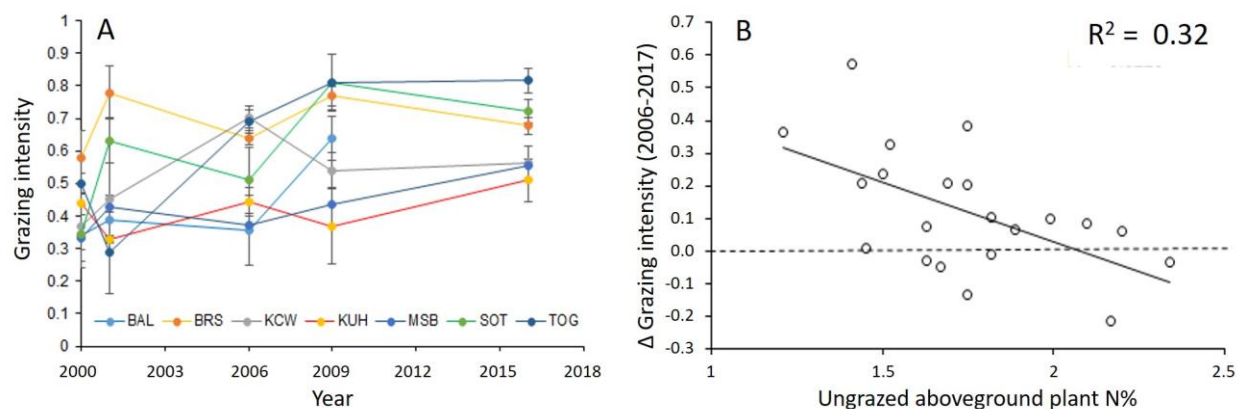 A
Grazing intensity
1
0.9
0.8
0.7
0.6
0.5
0.4
0.3
0.2
0.1
0
BAL BRS KCW KUH MSB SOT TOG
2000 2003 2006 2009 2012 2015 2018
Year
B
R² = 0.32
Δ Grazing intensity (2006-2017)
0.7
0.6
0.5
0.4
0.3
0.2
0.1
0.0
-0.1
-0.2
-0.3
1 1.5 2 2.5
Ungrazed aboveground plant N%